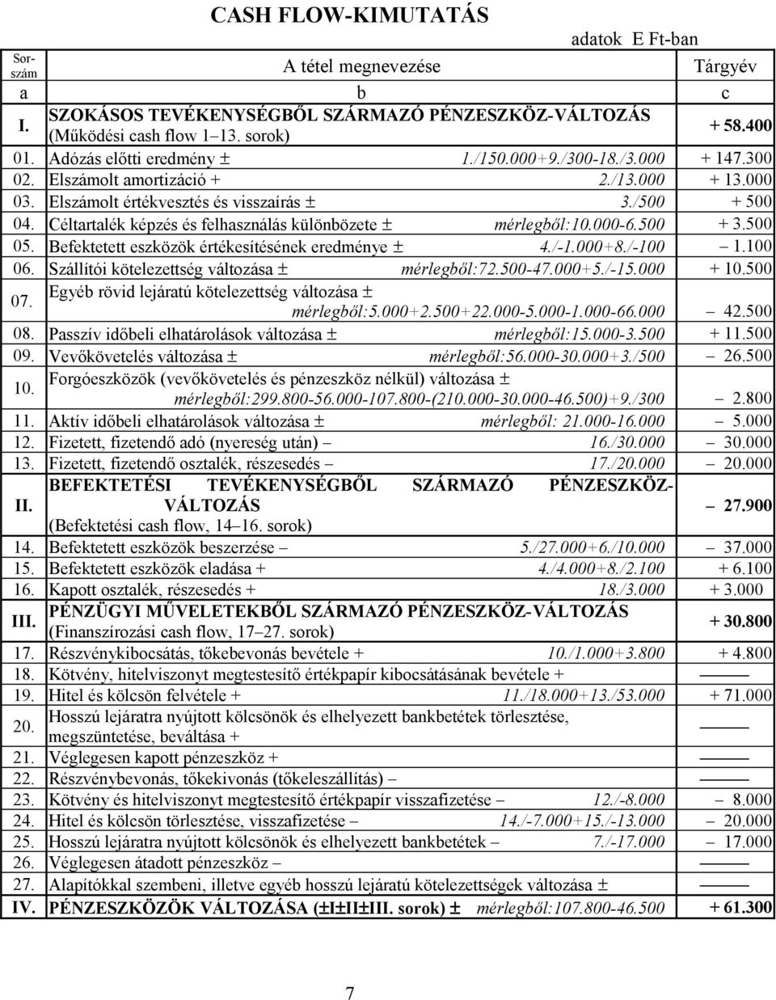 CASH FLOW-KIMUTATÁS
adatok E Ft-ban
Sor-
szám
A tétel megnevezése Tárgyév
a b c
I. SZOKÁSOS TEVÉKENYSÉGBŐL SZÁRMAZÓ PÉNZESZKÖZ-VÁLTOZÁS
(Működési cash flow 1 13. sorok) + 58.400
01. Adózás előtti eredmény ± 1./150.000+9./300-18./3.000 + 147.300
02. Elszámolt amortizáció + 2./13.000 + 13.000
03. Elszámolt értékvesztés és visszaírás ± 3./500 + 500
04. Céltartalék képzés és felhasználás különbözete ± mérlegből:10.000-6.500 + 3.500
05. Befektetett eszközök értékesítésének eredménye ± 4./-1.000+8./-100 1.100
06. Szállítói kötelezettség változása ± mérlegből:72.500-47.000+5./-15.000 + 10.500
07. Egyéb rövid lejáratú kötelezettség változása ±
mérlegből:5.000+2.500+22.000-5.000-1.000-66.000 – 42.500
08. Passzív időbeli elhatárolások változása ± mérlegből:15.000-3.500 + 11.500
09. Vevőkövetelés változása ± mérlegből:56.000-30.000+3./500 – 26.500
10. Forgóeszközök (vevőkövetelés és pénzeszköz nélkül) változása ±
mérlegből:299.800-56.000-107.800-(210.000-30.000-46.500)+9./300 – 2.800
11. Aktív időbeli elhatárolások változása ± mérlegből: 21.000-16.000 – 5.000
12. Fizetett, fizetendő adó (nyereség után) – 16./30.000 – 30.000
13. Fizetett, fizetendő osztalék, részesedés – 17./20.000 – 20.000
II. BEFEKTETÉSI TEVÉKENYSÉGBŐL SZÁRMAZÓ PÉNZESZKÖZ-
VÁLTOZÁS – 27.900
(Befektetési cash flow, 14–16. sorok)
14. Befektetett eszközök beszerzése – 5./27.000+6./10.000 – 37.000
15. Befektetett eszközök eladása + 4./4.000+8./2.100 + 6.100
16. Kapott osztalék, részesedés + 18./3.000 + 3.000
III. PÉNZÜGYI MŰVELETEKBŐL SZÁRMAZÓ PÉNZESZKÖZ-VÁLTOZÁS
(Finanszírozási cash flow, 17–27. sorok) + 30.800
17. Részvénykibocsátás, tőkebevonás bevétele + 10./1.000+3.800 + 4.800
18. Kötvény, hitelviszonyt megtestesítő értékpapír kibocsátásának bevétele + ———
19. Hitel és kölcsön felvétele + 11./18.000+13./53.000 + 71.000
20. Hosszú lejáratra nyújtott kölcsönök és elhelyezett bankbetétek törlesztése,
megszüntetése, beváltása + ———
21. Véglegesen kapott pénzeszköz + ———
22. Részvénybevonás, tőkekivonás (tőkeleszállítás) – ———
23. Kötvény és hitelviszonyt megtestesítő értékpapír visszafizetése – 12./-8.000 – 8.000
24. Hitel és kölcsön törlesztése, visszafizetése – 14./-7.000+15./-13.000 – 20.000
25. Hosszú lejáratra nyújtott kölcsönök és elhelyezett bankbetétek – 7./-17.000 – 17.000
26. Véglegesen átadott pénzeszköz – ———
27. Alapítókkal szembeni, illetve egyéb hosszú lejáratú kötelezettségek változása ± ———
IV. PÉNZESZKÖZÖK VÁLTOZÁSA (±I±II±III. sorok) ± mérlegből:107.800-46.500 + 61.300
7